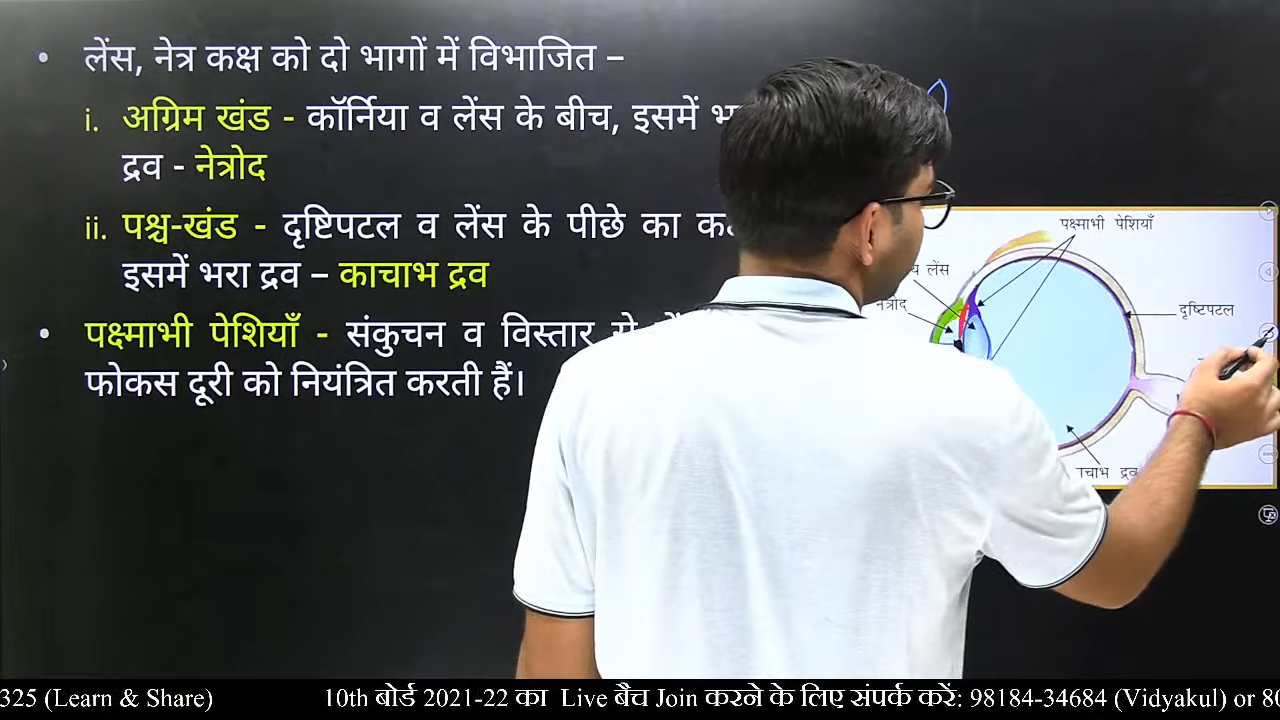 लेंस, नेत्र कक्ष को दो भागों में विभाजित –
i. अग्रिम खंड - कॉर्निया व लेंस के बीच, इसमें
द्रव - नेत्रोद
ii. पश्च-खंड - दृष्टिपटल व लेंस के पीछे का
इसमें भरा द्रव – काचाभ द्रव
पक्ष्माभी पेशियाँ - संकुचन व विस्तार से
फोकस दूरी को नियंत्रित करती हैं।
पक्ष्माभी पेशियाँ
लेंस
नेत्रोद
दृष्टिपटल
द्रव
325 (Learn & Share) 10th बोर्ड 2021-22 का Live बैच Join करने के लिए संपर्क करें: 98184-34684 (Vidyakul) or